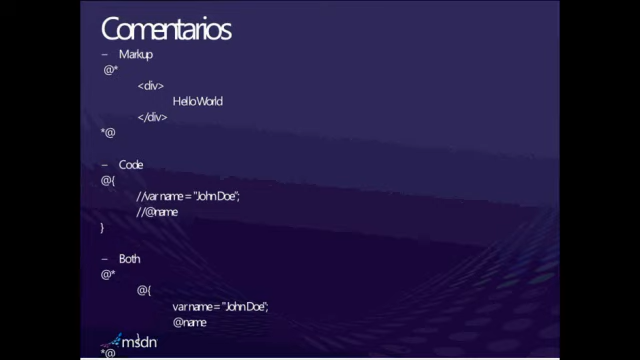 Comentarios
– Markup
@*
<div>
Hello World
</div>
*@
– Code
@{
//var name = "John Doe";
//@name
}
– Both
@*
@{
var name = "John Doe";
@name
}
msdn
*@